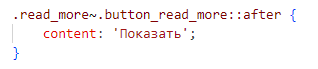 .read_more~.button_read_more::after {
    content: 'Показать';
}